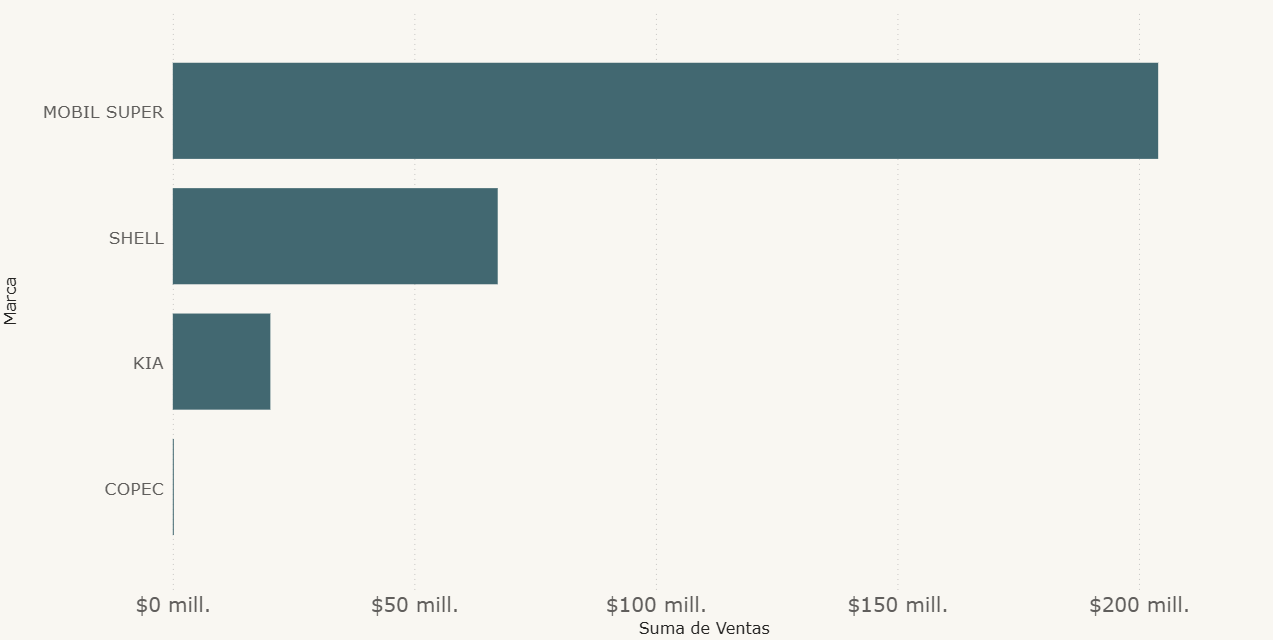 MOBIL SUPER
SHELL
KIA
COPEC
Marca
$0 mill.
$50 mill.
$100 mill.
$150 mill.
$200 mill.
Suma de Ventas